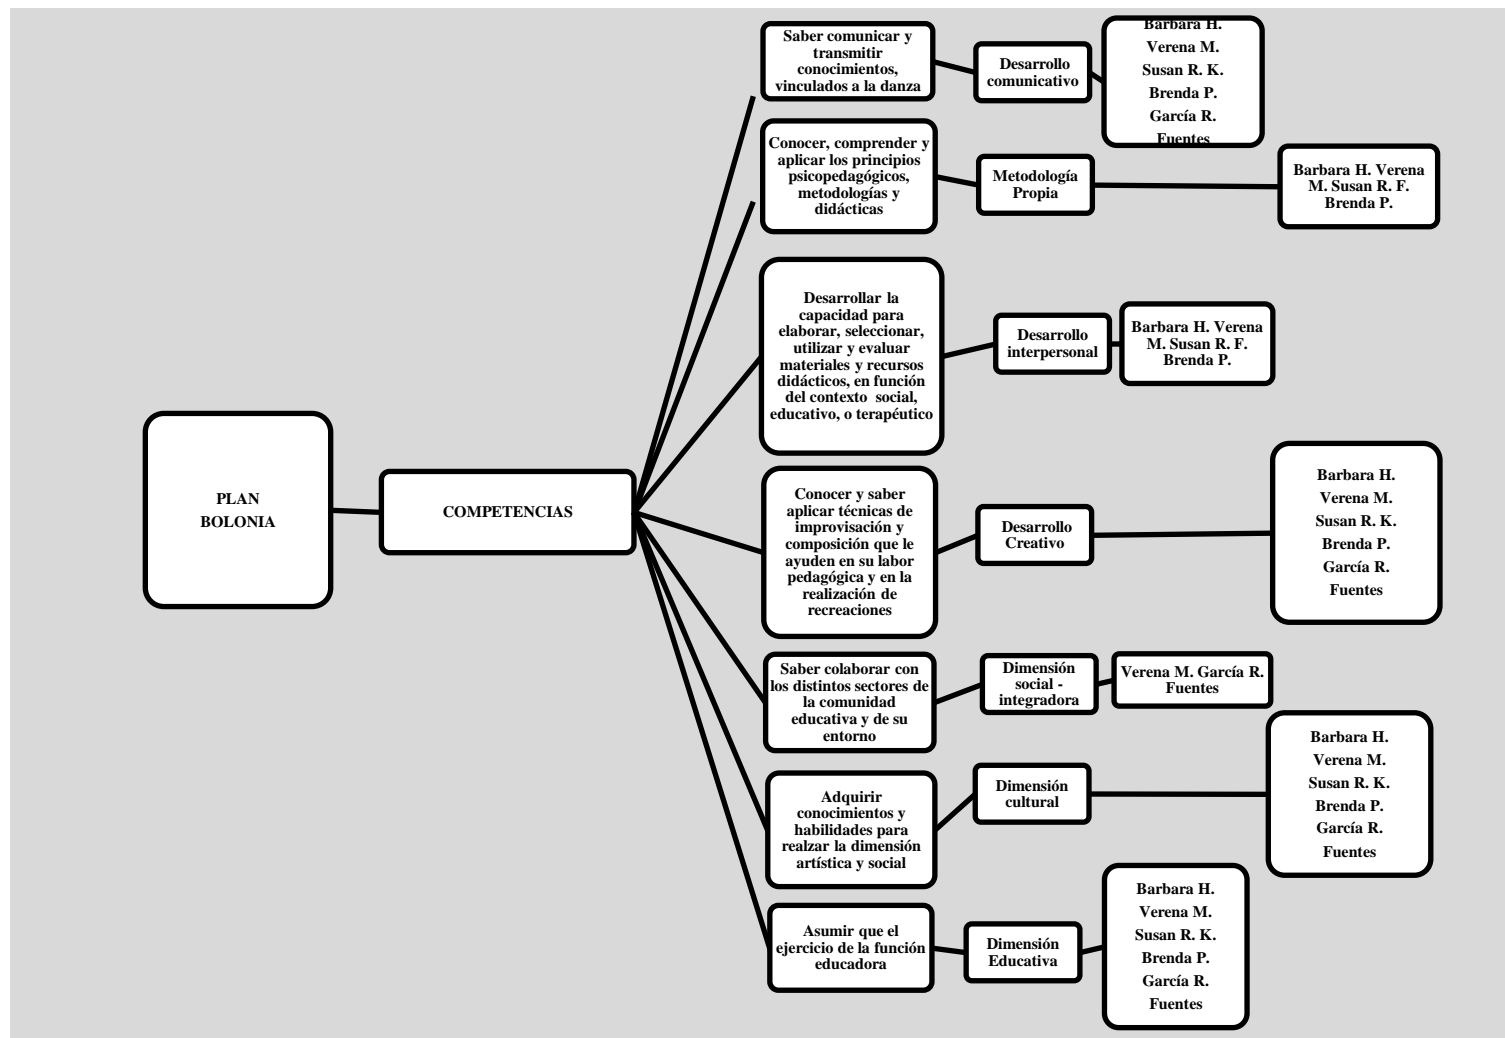 PLAN
BOLONIA
COMPETENCIAS
Saber comunicar y
transmitir
conocimientos,
vinculados a la danza
Desarrollo
comunicativo
Barbara H.
Verena M.
Susan R. K.
Brenda P.
García R.
Fuentes
Conocer, comprender y
aplicar los principios
psicopedagógicos,
metodologías y
didácticas
Metodología
Propia
Barbara H. Verena
M. Susan R. F.
Brenda P.
Desarrollar la
capacidad para
elaborar, seleccionar,
utilizar y evaluar
materiales y recursos
didácticos, en función
del contexto social,
educativo, o terapéutico
Desarrollo
interpersonal
Barbara H. Verena
M. Susan R. F.
Brenda P.
Conocer y saber
aplicar técnicas de
improvisación y
composición que le
ayuden en su labor
pedagógica y en la
realización de
recreaciones
Desarrollo
Creativo
Barbara H.
Verena M.
Susan R. K.
Brenda P.
García R.
Fuentes
Saber colaborar con
los distintos sectores de
la comunidad
educativa y de su
entorno
Dimensión
social -
integradora
Verena M. García R.
Fuentes
Adquirir
conocimientos y
habilidades para
realzar la dimensión
artística y social
Dimensión
cultural
Barbara H.
Verena M.
Susan R. K.
Brenda P.
García R.
Fuentes
Asumir que el
ejercicio de la función
educadora
Dimensión
Educativa
Barbara H.
Verena M.
Susan R. K.
Brenda P.
García R.
Fuentes